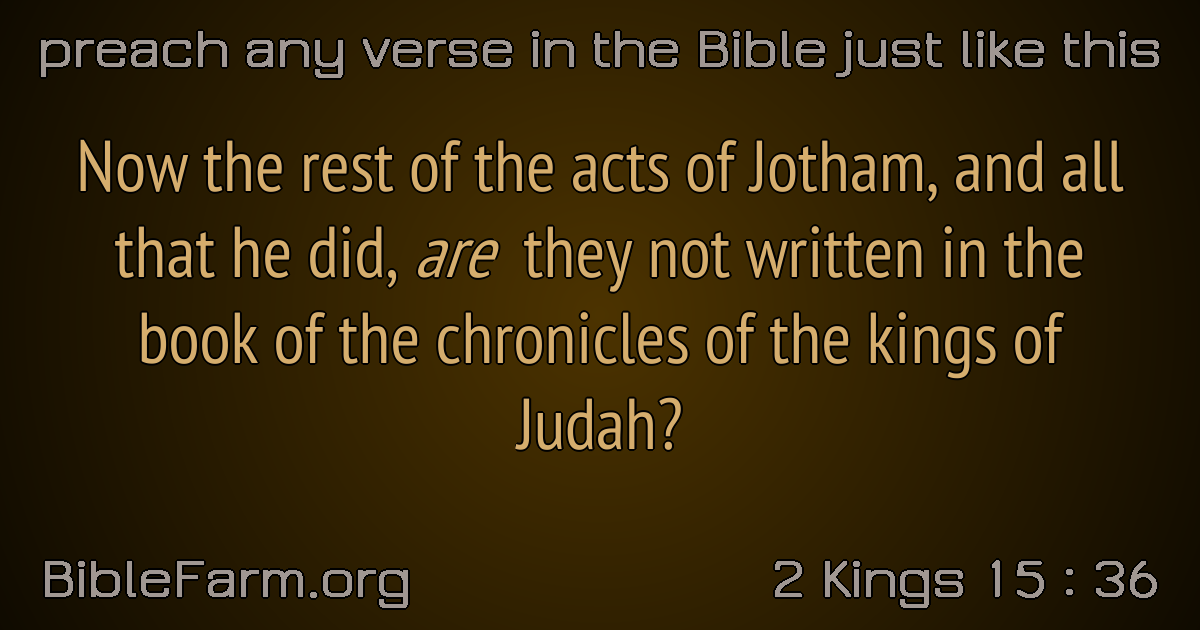 preach any verse in the Bible just like this
Now the rest of the acts of Jotham, and all
that he did, are they not written in the
book of the chronicles of the kings of
Judah?
BibleFarm.org
2 Kings 15 : 36